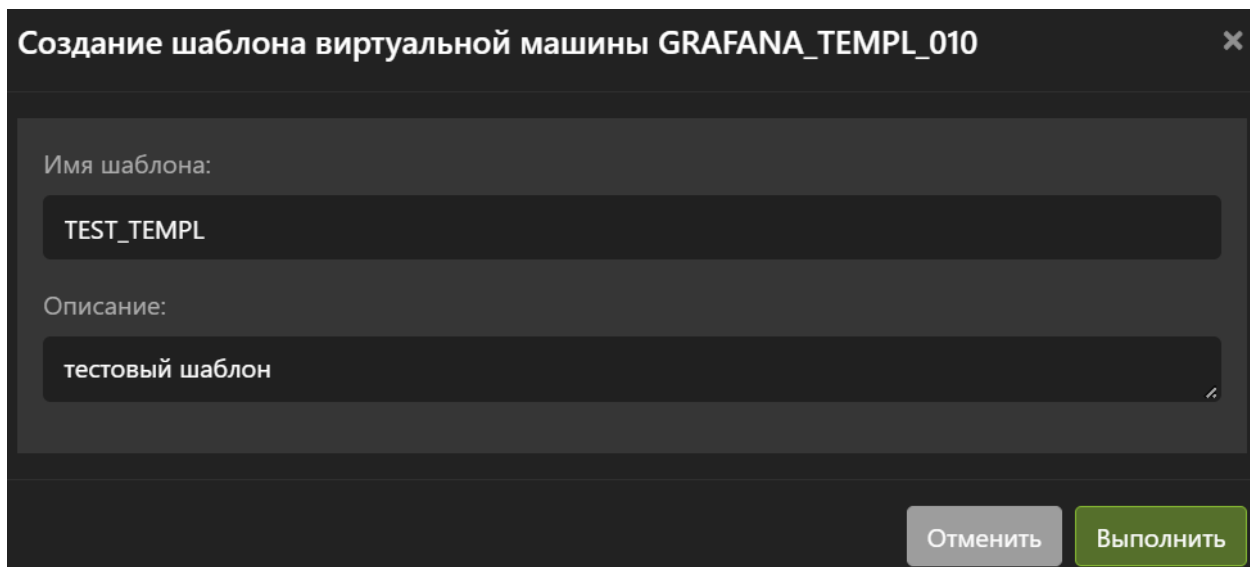 Создание шаблона виртуальной машины GRAFANA_TEMPL_010 ×
Имя шаблона:
TEST_TEMPL
Описание:
тестовый шаблон
Отменить Выполнить